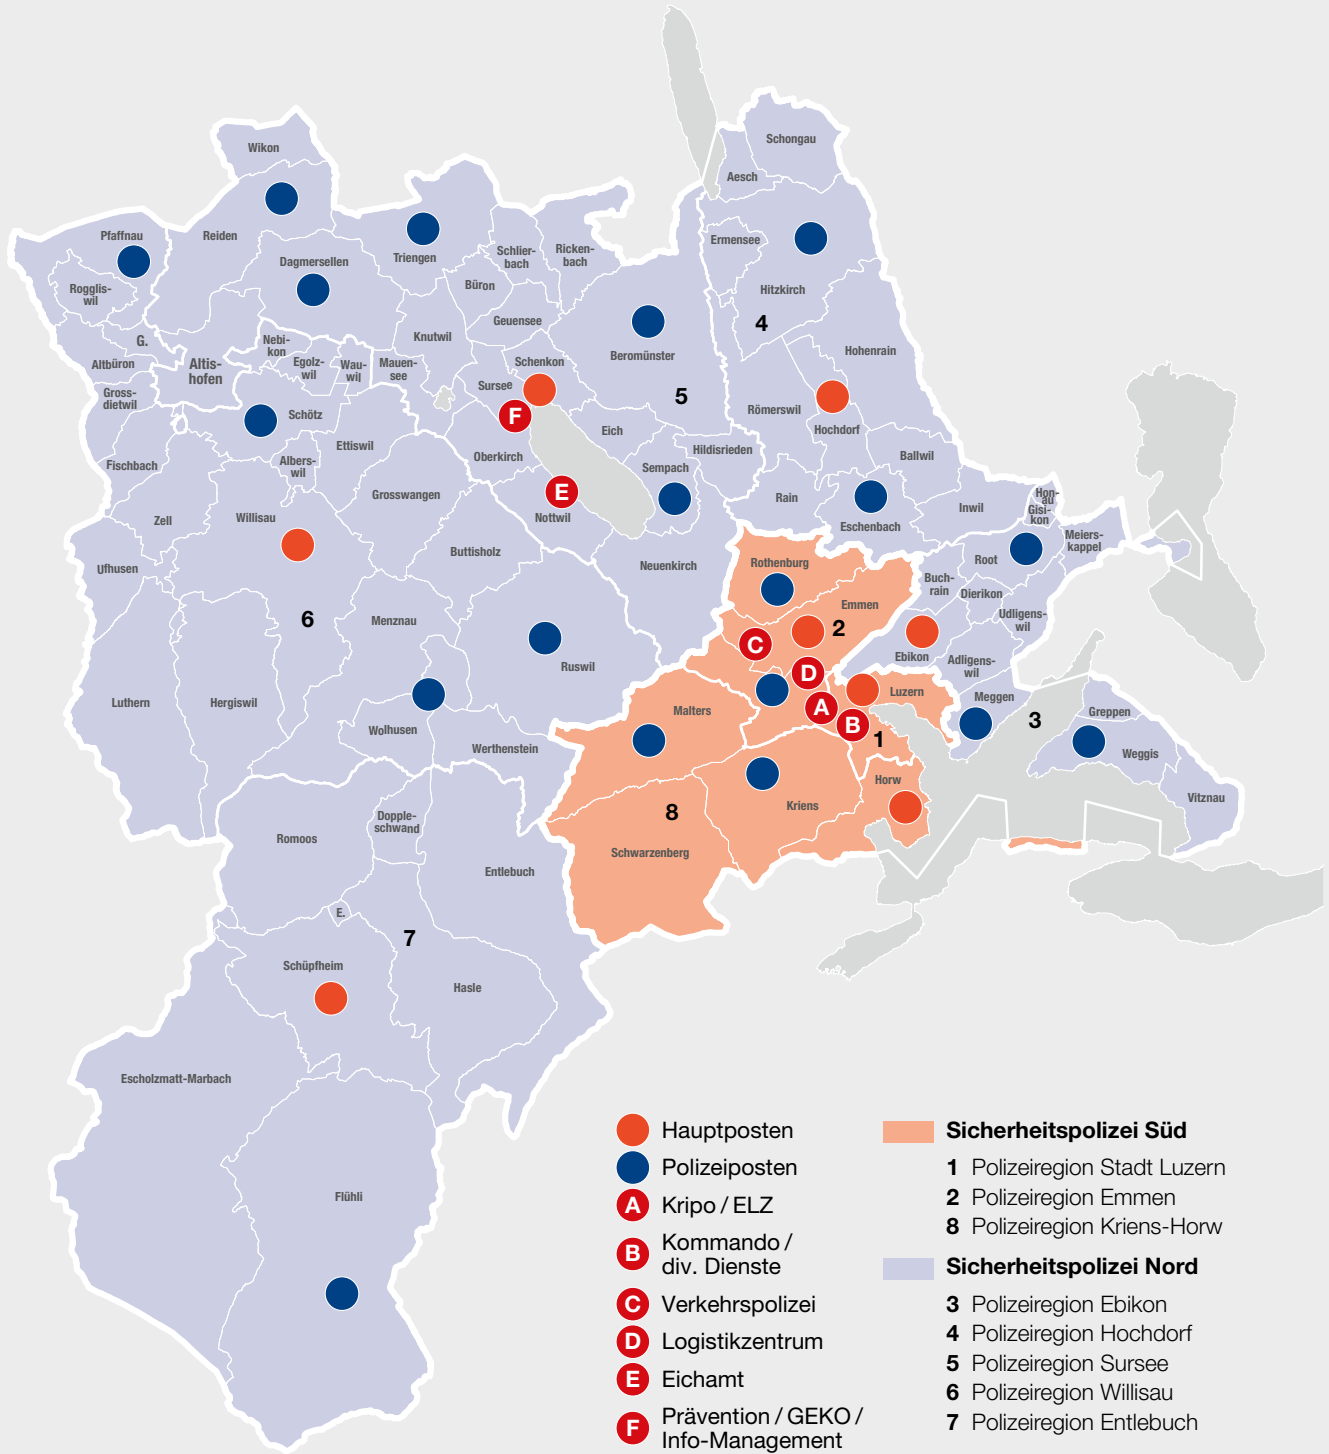 Schongau
Wikon
Aesch
Pfaffnau
Reiden
Ermensee
Triengen
Schlier-
bach
Ricken-
bach
Dagmersellen
Roggliswil
Rogglis-
wil
Büron
Hitzkirch
Geuensee
4
G.
Knutwil
Nebi-
kon
Hohenrain
Beromünster
Altbüron
Altis-
hofen
Egolz-
wil
Wau-
wil
Mauen-
see
Schenkon
Sursee
5
Gross-
dietwil
Römerswil
Schötz
F
Hochdorf
Eich
Ettiswil
Hildisrieden
Ballwil
Oberkirch
Fischbach
Albers-
wil
Sempach
Grosswangen
E
Rain
Hon-
au
Gisi-
kon
Inwil
Zell
Willisau
Nottwil
Eschenbach
Meiers-
kappel
Buttisholz
Root
Ufhusen
Neuenkirch
Rothenburg
Buch-
rain
Dierikon
Emmen
6
Menznau
Udligens-
wil
2
C
Ebikon
Ruswil
Adligens-
wil
D
Luzern
Meggen
Luthern
Hergiswil
A
Malters
Greppen
3
B
Wolhusen
1
Werthenstein
Weggis
Horw
Vitznau
Kriens
8
Dopple-
schwand
Romoos
Schwarzenberg
Entlebuch
E.
7
Schüpfheim
Hasle
Escholzmatt-Marbach
Flühli
Hauptposten
Polizeiposten
A Kripo / ELZ
B Kommando /
div. Dienste
C Verkehrspolizei
D Logistikzentrum
E Eichamt
F Prävention / GEKO /
Info-Management
Sicherheitspolizei Süd
1 Polizeiregion Stadt Luzern
2 Polizeiregion Emmen
8 Polizeiregion Kriens-Horw
Sicherheitspolizei Nord
3 Polizeiregion Ebikon
4 Polizeiregion Hochdorf
5 Polizeiregion Sursee
6 Polizeiregion Willisau
7 Polizeiregion Entlebuch